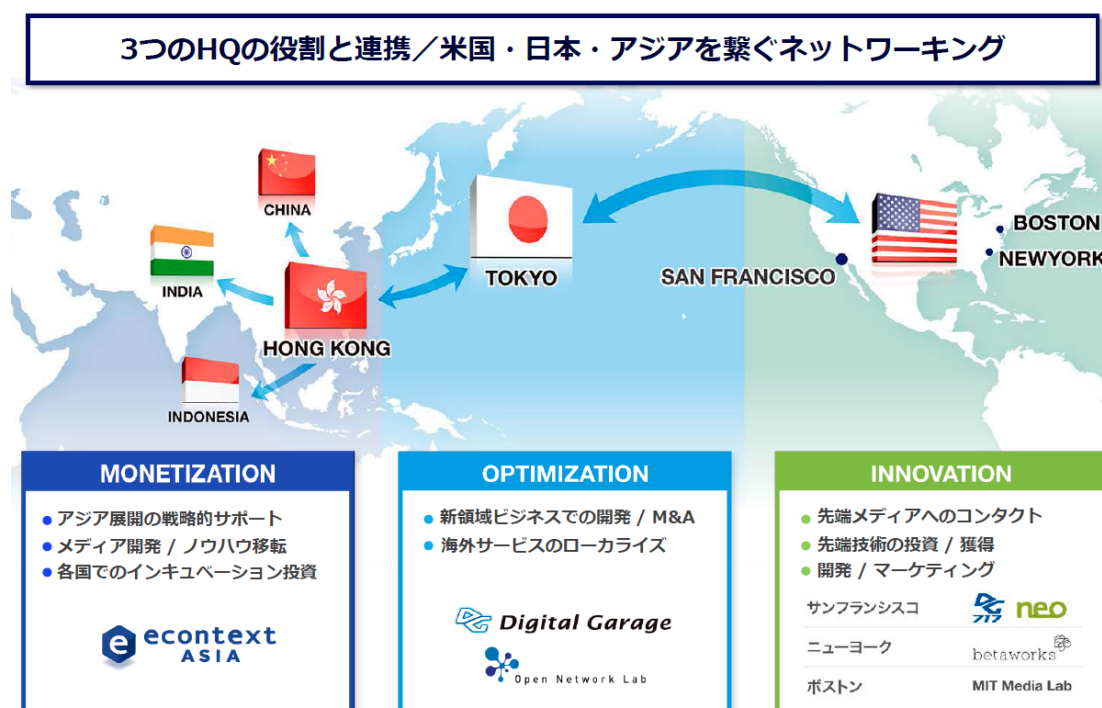 3つのHQの役割と連携／米国・日本・アジアを繋ぐネットワーキング
CHINA
INDIA
HONG KONG
INDONESIA
TOKYO
SAN FRANCISCO
BOSTON
NEWYORK
MONETIZATION
● アジア展開の戦略的サポート
● メディア開発 / ノウハウ移転
● 各国でのインキュベーション投資
e econtext
ASIA
OPTIMIZATION
● 新領域ビジネスでの開発 / M&A
● 海外サービスのローカライズ
DG Digital Garage
Open Network Lab
INNOVATION
● 先端メディアへのコンタクト
● 先端技術の投資 / 獲得
● 開発 / マーケティング
サンフランシスコ DG 717 neo
ニューヨーク betaworks
ボストン MIT Media Lab